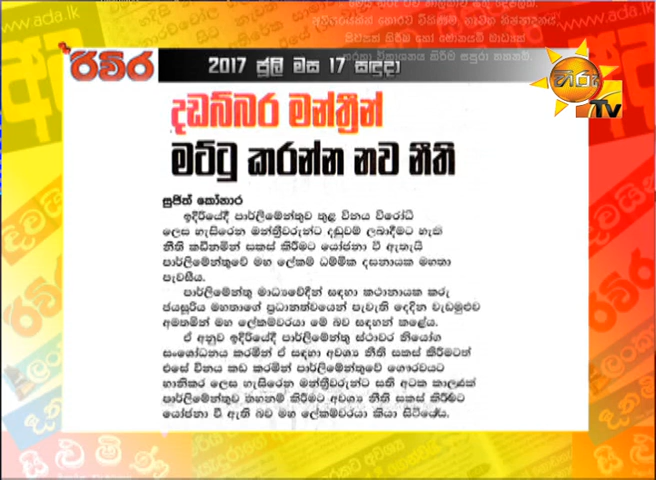 රිවිර
2017 ජූලි මස 17 සඳුදා
හිරු
TV
දඩබ්බර මන්ත්‍රීන්
මට්ටු කරන්න නව නීති
සුජිත් කෝනාර
ඉදිරියේදී පාර්ලිමේන්තුව තුළ විනය විරෝධී
ලෙස හැසිරෙන මන්ත්‍රීවරුන්ට දඬුවම් ලබාදීමට හැකි
නීති කඩිනමින් සකස් කිරීමට යෝජනා වී ඇතැයි
පාර්ලිමේන්තුවේ මහ ලේකම් ධම්මික දසනායක මහතා
පැවසීය.
පාර්ලිමේන්තු මාධ්‍යවේදීන් සඳහා කථානායක කරු
ජයසූරිය මහතාගේ ප්‍රධානත්වයෙන් පැවැති දෙදින වැඩමුළුව
අමතමින් මහ ලේකම්වරයා මේ බව සඳහන් කළේය.
ඒ අනුව ඉදිරියේදී පාර්ලිමේන්තු ස්ථාවර නියෝග
සංශෝධනය කරමින් ඒ සඳහා අවශ්‍ය නීති සකස් කිරීමටත්
එසේ විනය කඩ කරමින් පාර්ලිමේන්තුවේ ගෞරවයට
හානිකර ලෙස හැසිරෙන මන්ත්‍රීවරුන්ට සති අටක කාලයක්
පාර්ලිමේන්තුව තහනම් කිරීමට අවශ්‍ය නීති සකස් කිරීමට
යෝජනා වී ඇති බව මහ ලේකම්වරයා කියා සිටියේය.
www.ada.lk